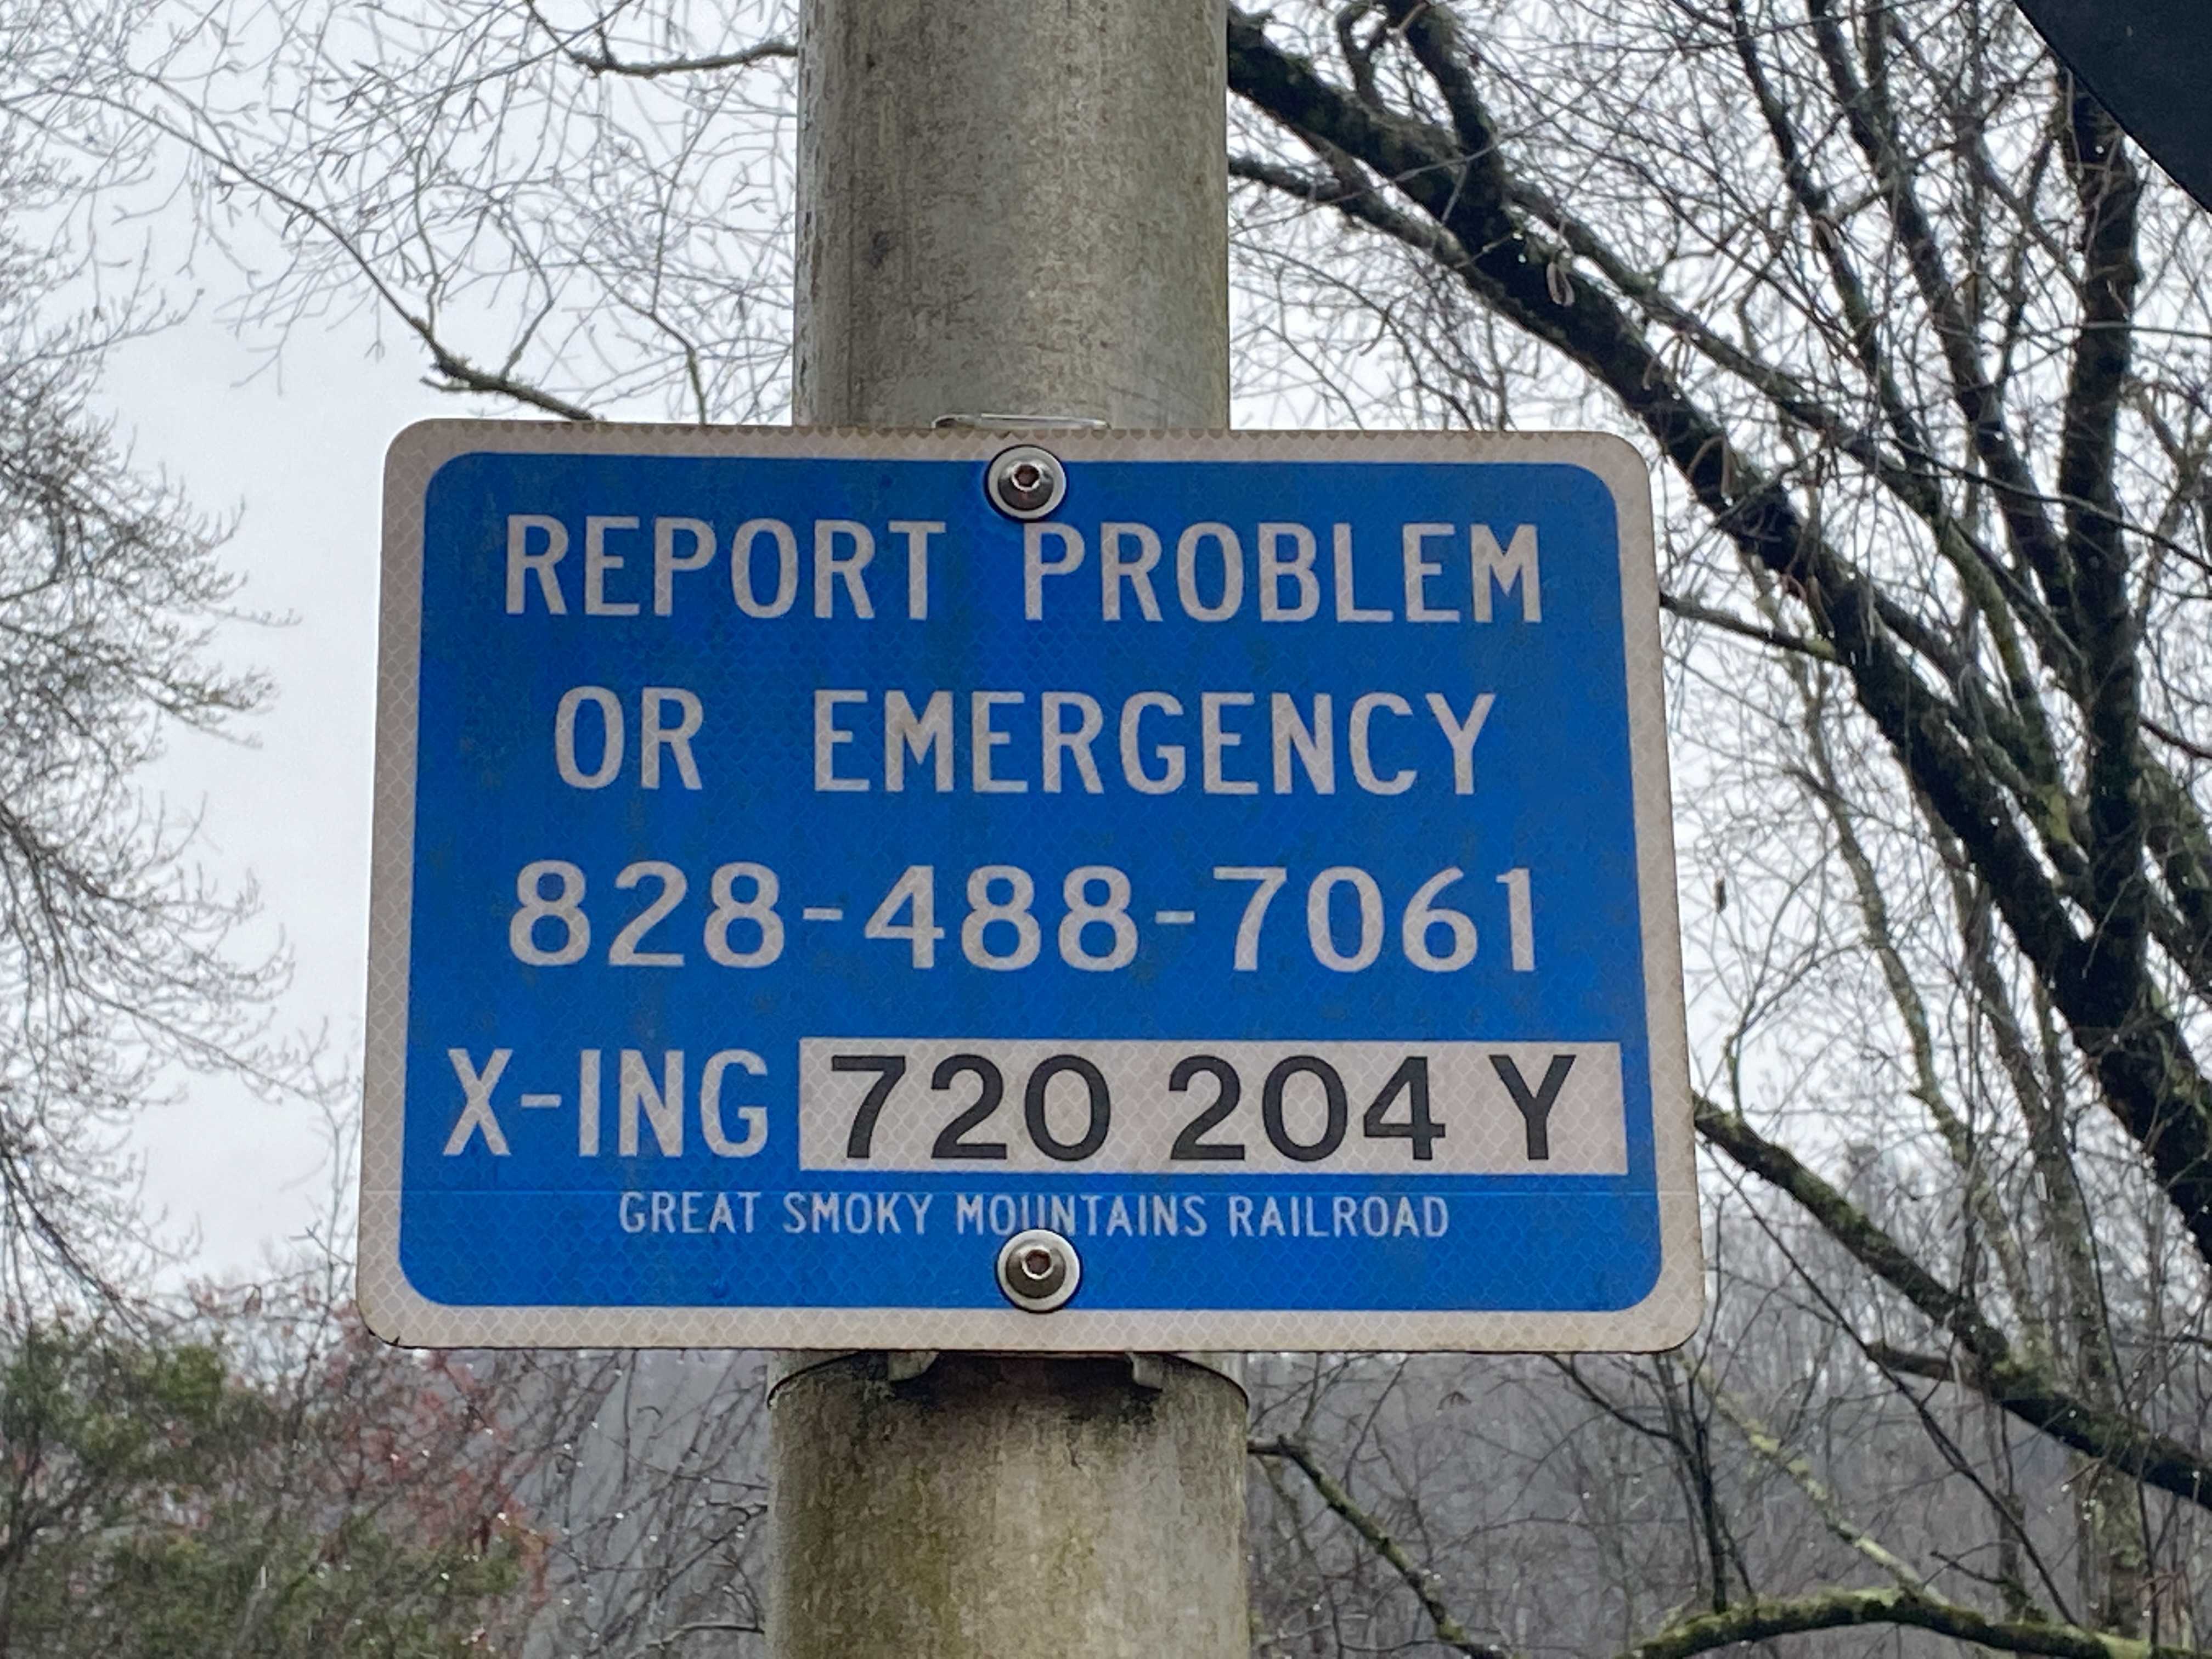 REPORT PROBLEM
OR EMERGENCY
828-488-7061
X-ING 720 204 Y
GREAT SMOKY MOUNTAINS RAILROAD